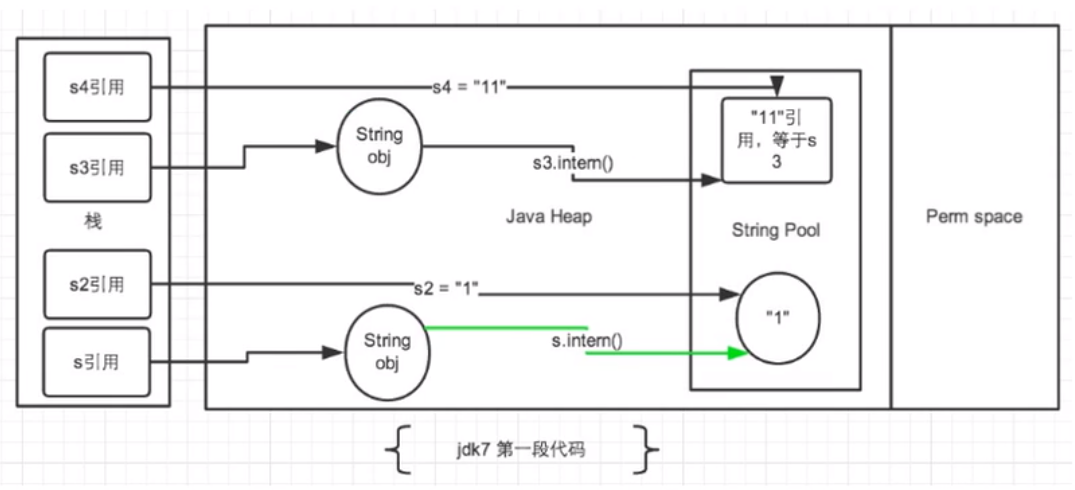 s4引用
s4 = "11"
"11"引
用，等于s
3
String
obj
s3引用
s3.intern()
栈
Java Heap
String Pool
Perm space
s2引用
s2 = "1"
"1"
String
obj
s.intern()
s引用
jdk7 第一段代码